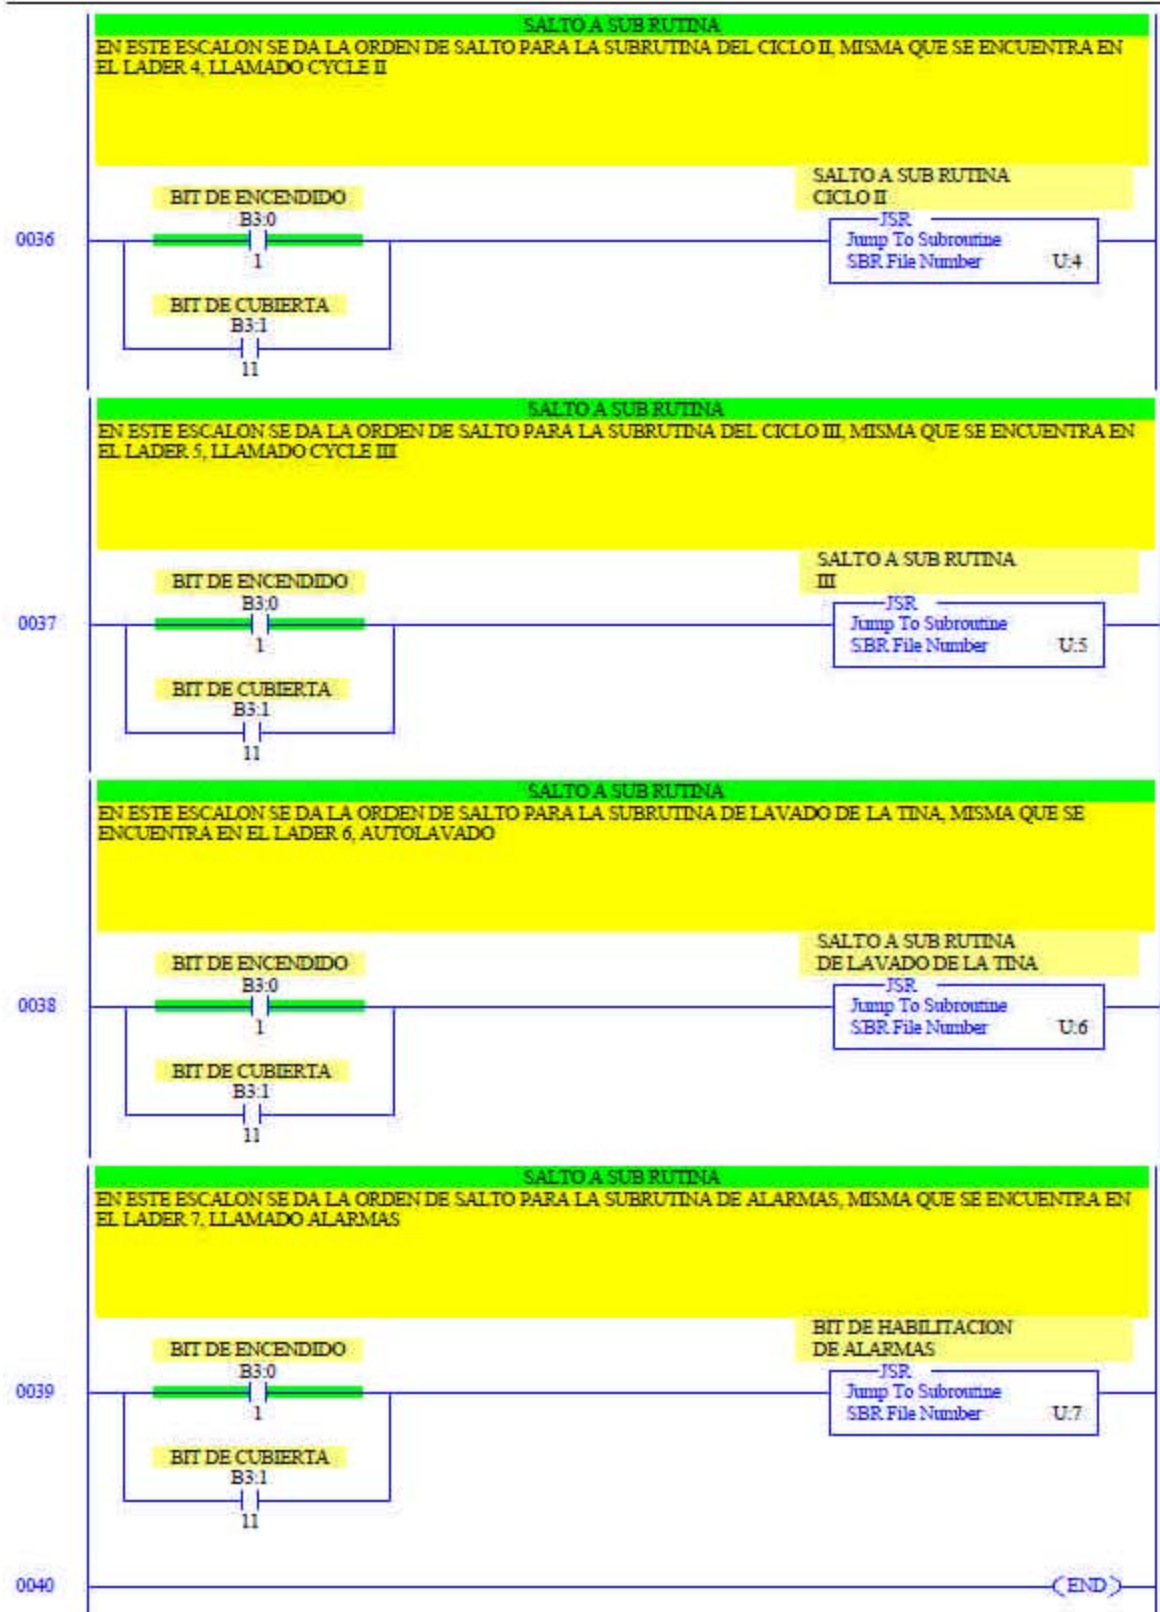 SALTO A SUB RUTINA
EN ESTE ESCALON SE DA LA ORDEN DE SALTO PARA LA SUBRUTINA DEL CICLO II, MISMA QUE SE ENCUENTRA EN
EL LADER 4, LLAMADO CYCLE II
SALTO A SUB RUTINA
CICLO II
BIT DE ENCENDIDO
B3:0
JSR
0036
Jump To Subroutine
1
SBR File Number U:4
BIT DE CUBIERTA
B3:1
11
SALTO A SUB RUTINA
EN ESTE ESCALON SE DA LA ORDEN DE SALTO PARA LA SUBRUTINA DEL CICLO III, MISMA QUE SE ENCUENTRA EN
EL LADER 5, LLAMADO CYCLE III
SALTO A SUB RUTINA
III
BIT DE ENCENDIDO
B3:0
JSR
0037
Jump To Subroutine
1
SBR File Number U:5
BIT DE CUBIERTA
B3:1
11
SALTO A SUB RUTINA
EN ESTE ESCALON SE DA LA ORDEN DE SALTO PARA LA SUBRUTINA DE LAVADO DE LA TINA, MISMA QUE SE
ENCUENTRA EN EL LADER 6, AUTOLAVADO
SALTO A SUB RUTINA
DE LAVADO DE LA TINA
BIT DE ENCENDIDO
B3:0
JSR
0038
Jump To Subroutine
1
SBR File Number U:6
BIT DE CUBIERTA
B3:1
11
SALTO A SUB RUTINA
EN ESTE ESCALON SE DA LA ORDEN DE SALTO PARA LA SUBRUTINA DE ALARMAS, MISMA QUE SE ENCUENTRA EN
EL LADER 7, LLAMADO ALARMAS
BIT DE HABILITACION
DE ALARMAS
BIT DE ENCENDIDO
B3:0
JSR
0039
Jump To Subroutine
1
SBR File Number U:7
BIT DE CUBIERTA
B3:1
11
0040
END